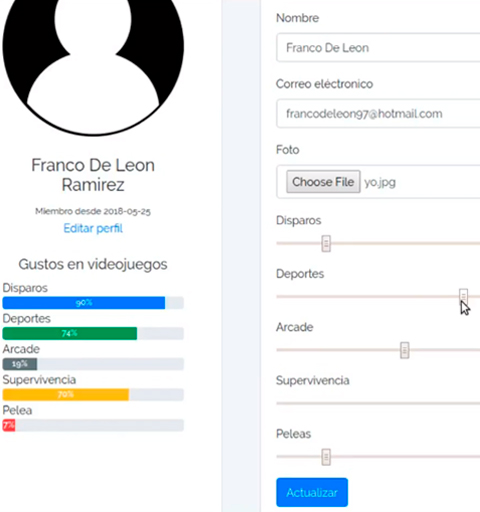 Franco De Leon
Ramirez
Miembro desde 2018-05-25
Editar perfil
Gustos en videojuegos
Disparos
90%
Deportes
74%
Arcade
19%
Supervivencia
70%
Pelea
7%
Nombre
Franco De Leon
Correo eléctronico
francodeleon97@hotmail.com
Foto
Choose File yo.jpg
Disparos
Deportes
Arcade
Supervivencia
Peleas
Actualizar